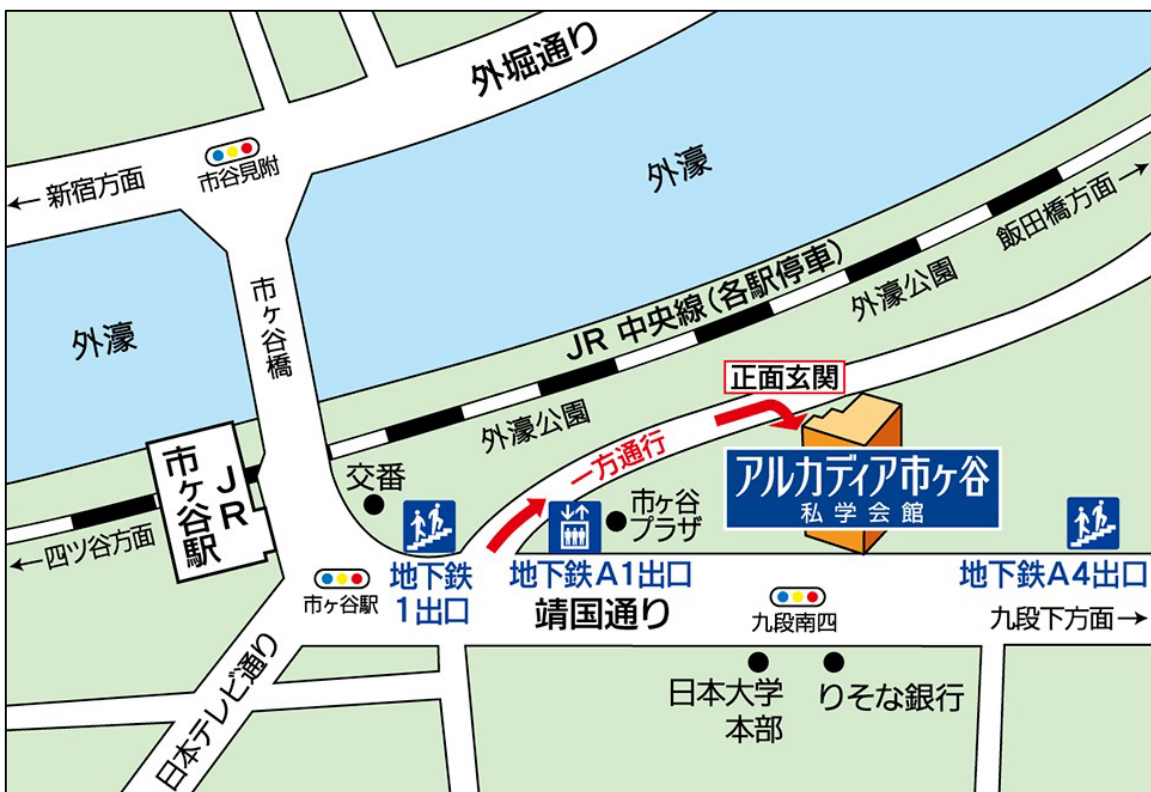 外堀通り
市谷見附
←新宿方面
外濠
飯田橋方面→
市ヶ谷橋
外濠
JR 中央線(各駅停車)
外濠公園
正面玄関
外濠公園
一方通行
JR
市ヶ谷駅
交番
アルカディア市ヶ谷
私学会館
市ヶ谷
プラザ
←四ツ谷方面
地下鉄
1出口
地下鉄A1出口
地下鉄A4出口
市ヶ谷駅
靖国通り
九段南四
九段下方面→
日本テレビ通り
日本大学
本部
りそな銀行